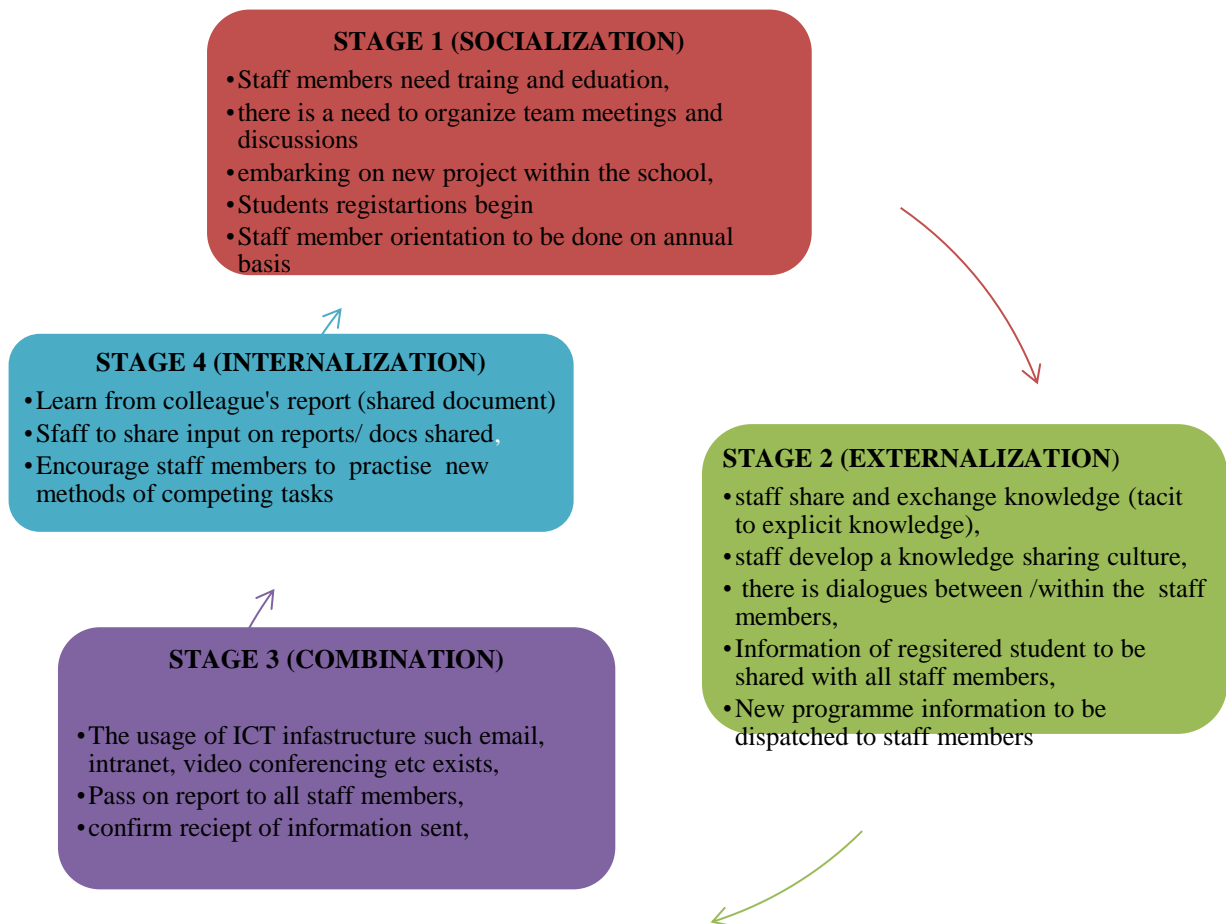 STAGE 1 (SOCIALIZATION)
•Staff members need traing and eduation,
•there is a need to organize team meetings and
discussions
•embarking on new project within the school,
•Students registartions begin
•Staff member orientation to be done on annual
basis
STAGE 2 (EXTERNALIZATION)
•staff share and exchange knowledge (tacit
to explicit knowledge),
•staff develop a knowledge sharing culture,
• there is dialogues between /within the staff
members,
•Information of regsitered student to be
shared with all staff members,
•New programme information to be
dispatched to staff members
STAGE 3 (COMBINATION)
•The usage of ICT infastructure such email,
intranet, video conferencing etc exists,
•Pass on report to all staff members,
•confirm reciept of information sent,
STAGE 4 (INTERNALIZATION)
•Learn from colleague's report (shared document)
•Sfaff to share input on reports/ docs shared,
•Encourage staff members to practise new
methods of competing tasks